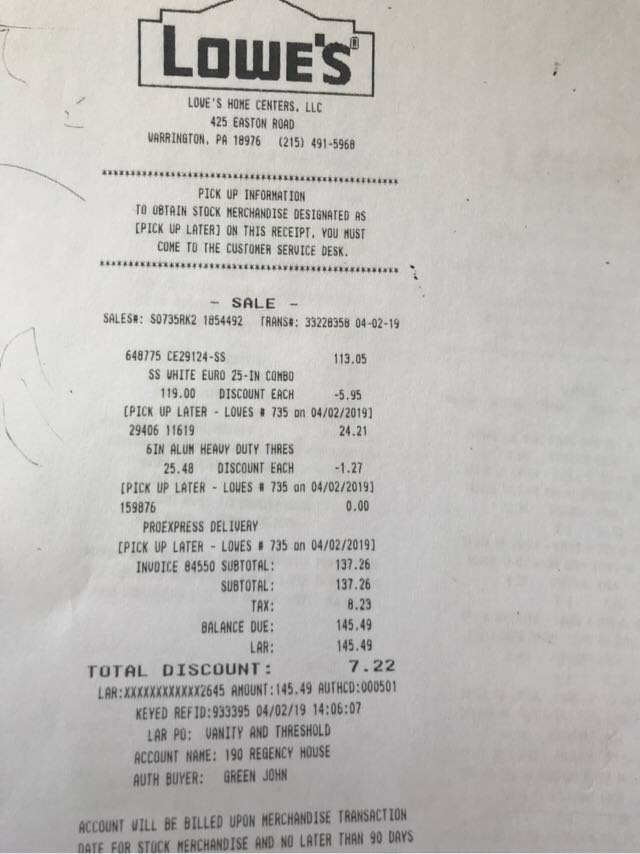 LOWE'S®
LOWE'S HOME CENTERS, LLC
425 EASTON ROAD
WARRINGTON, PA 18976 (215) 491-5968
**************************************************
PICK UP INFORMATION
TO OBTAIN STOCK MERCHANDISE DESIGNATED AS
[PICK UP LATER] ON THIS RECEIPT, YOU MUST
COME TO THE CUSTOMER SERVICE DESK.
**************************************************
- SALE -
SALES#: S0735RK2 1854492 TRANS#: 33228358 04-02-19
648775 CE29124-SS 113.05
SS WHITE EURO 25-IN COMBO
119.00 DISCOUNT EACH -5.95
[PICK UP LATER - LOWES # 735 on 04/02/2019]
29406 11619 24.21
6IN ALUM HEAVY DUTY THRES
25.48 DISCOUNT EACH -1.27
[PICK UP LATER - LOWES # 735 on 04/02/2019]
159876 0.00
PROEXPRESS DELIVERY
[PICK UP LATER - LOWES # 735 on 04/02/2019]
INVOICE 84550 SUBTOTAL: 137.26
SUBTOTAL: 137.26
TAX: 8.23
BALANCE DUE: 145.49
LAR: 145.49
TOTAL DISCOUNT: 7.22
LAR:XXXXXXXXXXXX2645 AMOUNT:145.49 AUTHCD:000501
KEYED REFID:933395 04/02/19 14:06:07
LAR PO: VANITY AND THRESHOLD
ACCOUNT NAME: 190 REGENCY HOUSE
AUTH BUYER: GREEN JOHN
ACCOUNT WILL BE BILLED UPON MERCHANDISE TRANSACTION
DATE FOR STOCK MERCHANDISE AND NO LATER THAN 90 DAYS